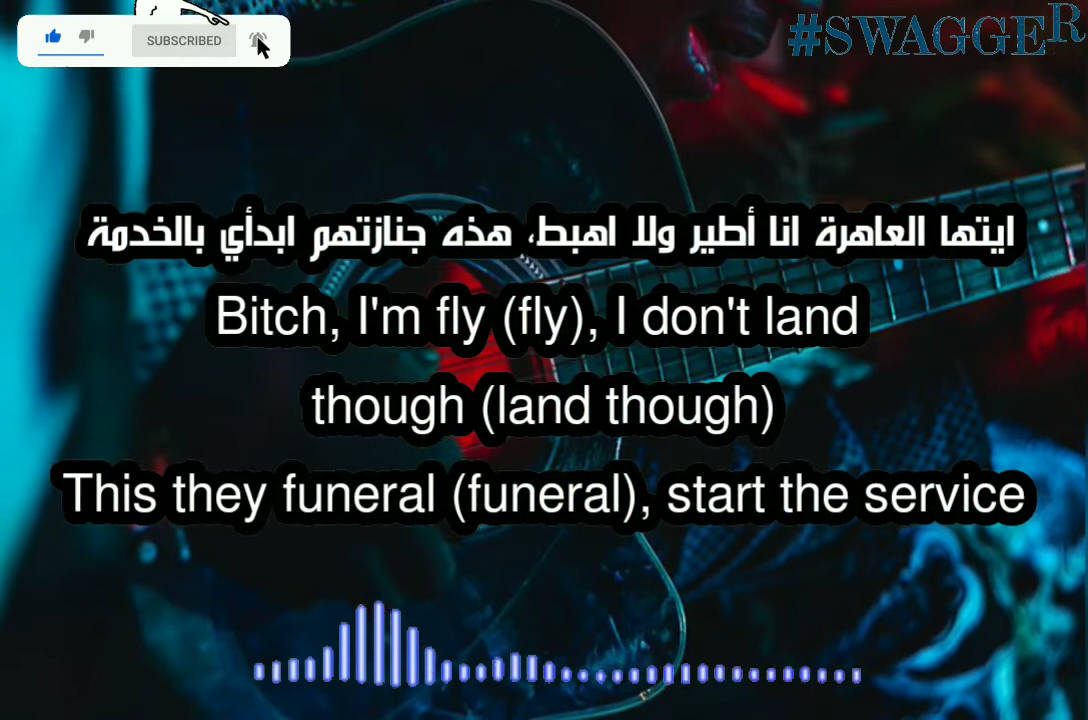 SUBSCRIBED
#SWAGGER
ايتها العاهرة انا أطير ولا اهبط، هذه جنازتهم ابدأي بالخدمة
Bitch, I'm fly (fly), I don't land
though (land though)
This they funeral (funeral), start the service